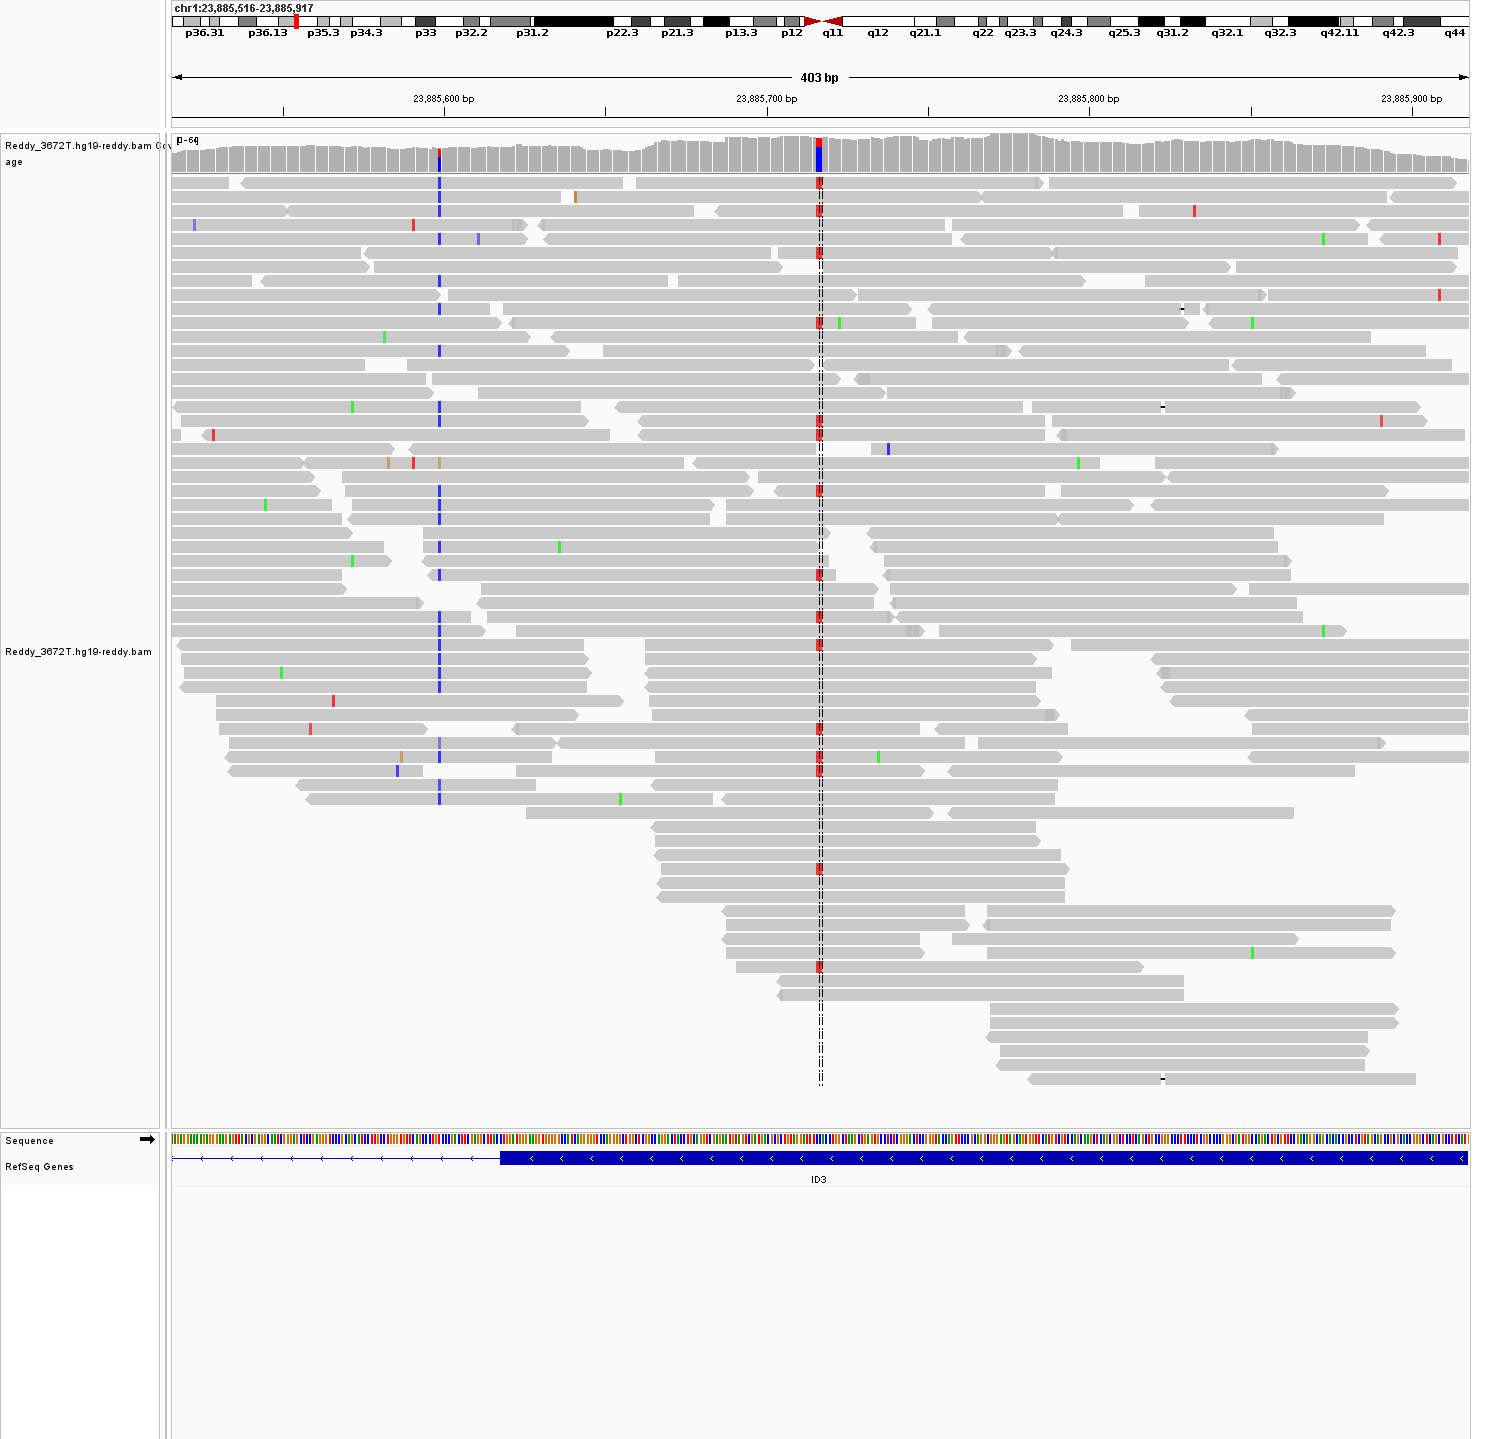 chr1:23,885,516-23,885,917
p36.31 p36.13 p35.3 p34.3 p33 p32.2 p31.2 p22.3 p21.3 p13.3 p12 q11 q12 q21.1 q22 q23.3 q24.3 q25.3 q31.2 q32.1 q32.3 q42.11 q42.3 q44
403 bp
23,885,600 bp 23,885,700 bp 23,885,800 bp 23,885,900 bp
Reddy_3672T.hg19-reddy.bam Cov
age
Reddy_3672T.hg19-reddy.bam
Sequence
RefSeq Genes
ID3